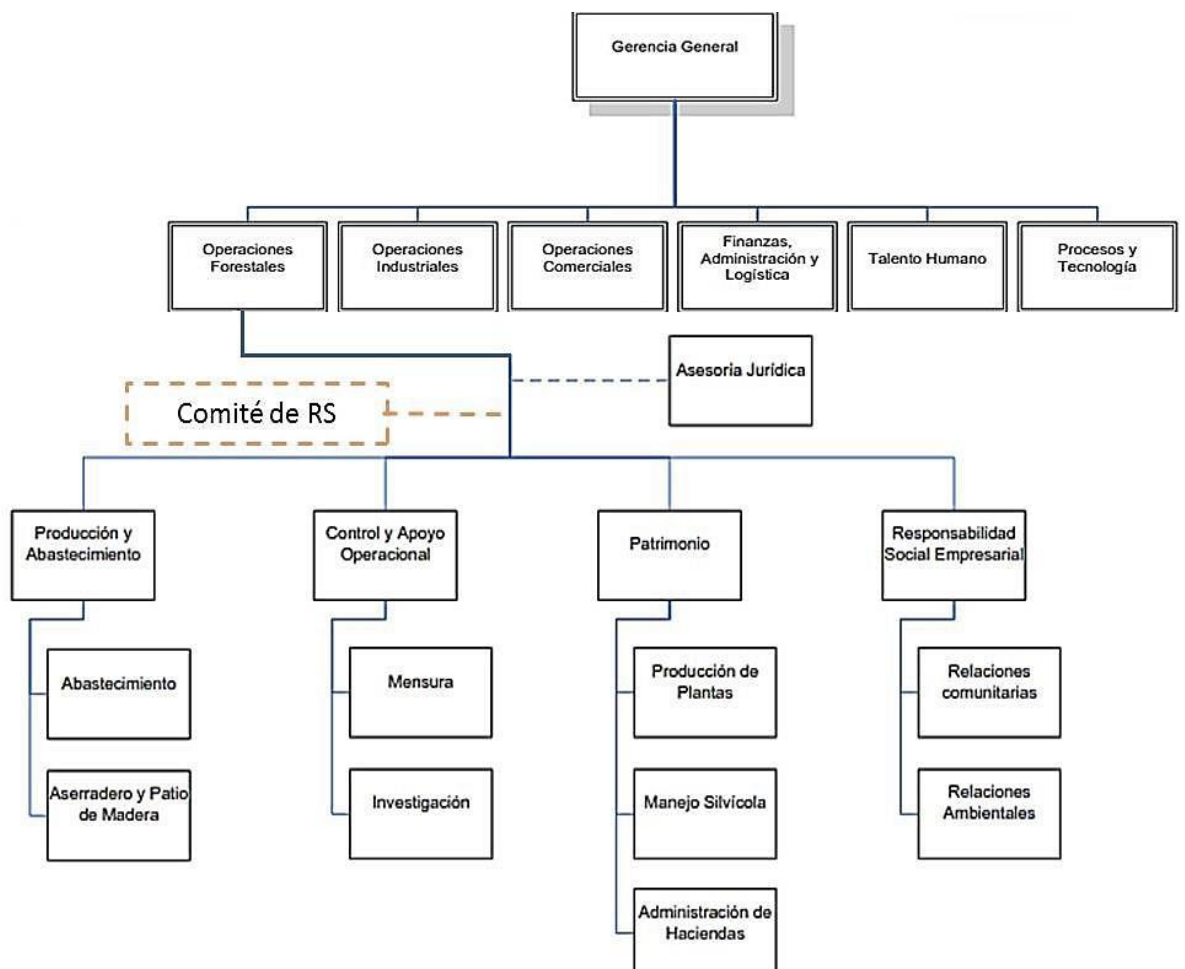 Gerencia General
Operaciones
Forestales
Operaciones
Industriales
Operaciones
Comerciales
Finanzas,
Administración y
Logística
Talento Humano
Procesos y
Tecnología
Asesoria Jurídica
Comité de RS
Producción y
Abastecimiento
Control y Apoyo
Operacional
Patrimonio
Responsabilidad
Social Empresarial
Abastecimiento
Mensura
Producción de
Plantas
Relaciones
comunitarias
Aserradero y Patio
de Madera
Investigación
Manejo Silvícola
Relaciones
Ambientales
Administración de
Haciendas